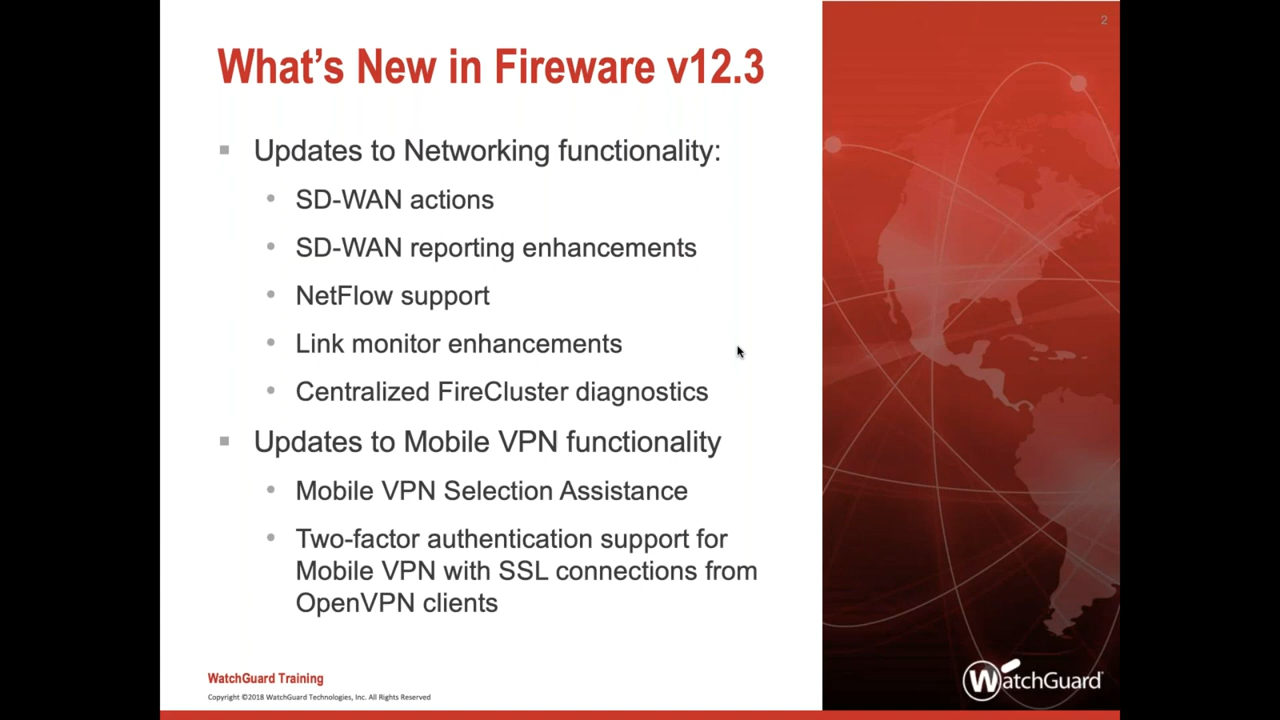 2
What's New in Fireware v12.3
Updates to Networking functionality:
SD-WAN actions
SD-WAN reporting enhancements
NetFlow support
Link monitor enhancements
Centralized FireCluster diagnostics
Updates to Mobile VPN functionality
Mobile VPN Selection Assistance
Two-factor authentication support for
Mobile VPN with SSL connections from
OpenVPN clients
WatchGuard Training
Copyright ©2018 WatchGuard Technologies, Inc. All Rights Reserved
WatchGuard